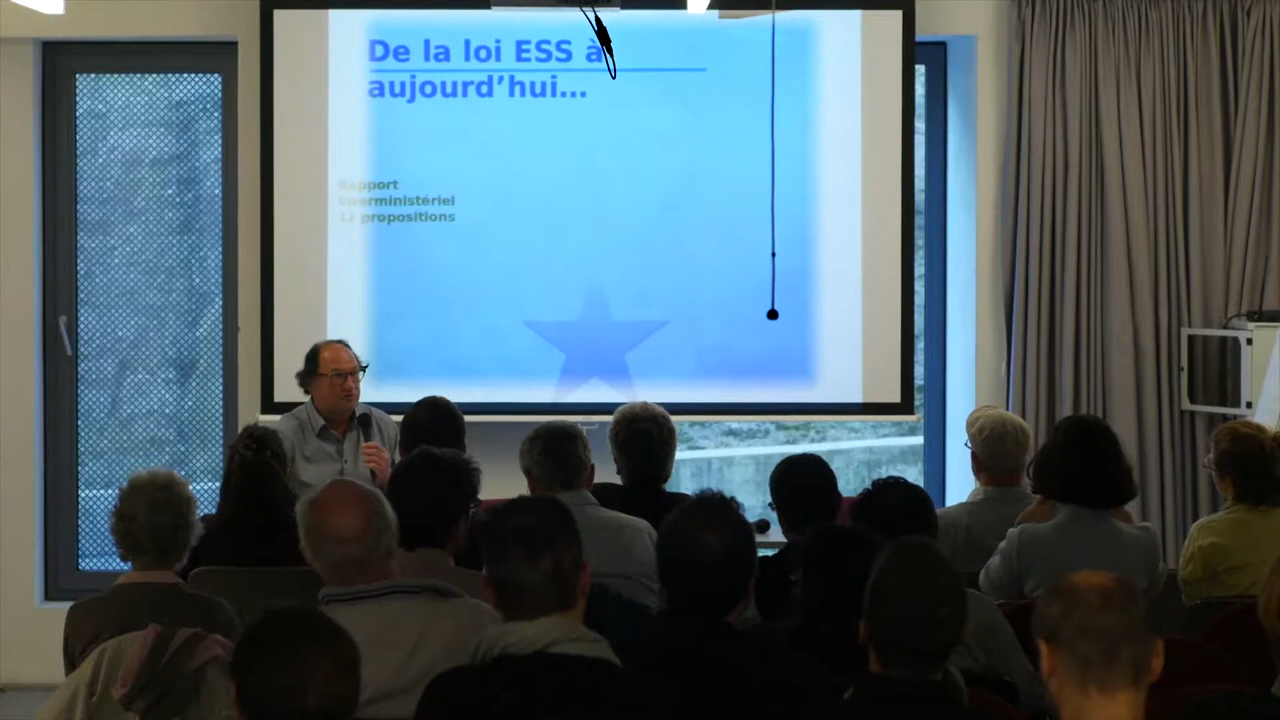 De la loi ESS à
aujourd’hui…
Rapport
interministériel
12 propositions